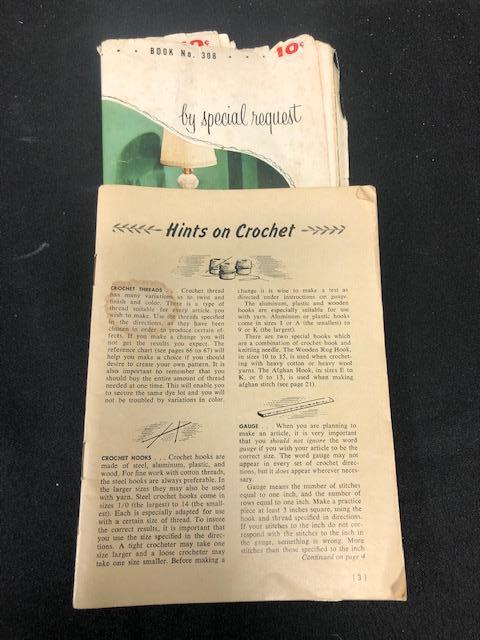 BOOK No. 308
10¢
by special request
Hints on Crochet
CROCHET THREADS . . . Crochet thread
has many variations as to twist and
finish and color. There is a type of
thread suitable for every article you
wish to make. Use the threads specified
in the directions, as they have been
chosen in order to produce certain ef-
fects. If you make a change you will
not get the results you expect. The
reference chart (see pages 66 to 67) will
help you make a choice if you should
desire to create your own pattern. It is
also important to remember that you
should buy the entire amount of thread
needed at one time. This will enable you
to secure the same dye lot and you will
not be troubled by variations in color.
CROCHET HOOKS . . . Crochet hooks are
made of steel, aluminum, plastic, and
wood. For fine work with cotton threads,
the steel hooks are always preferable. In
the larger sizes they may also be used
with yarn. Steel crochet hooks come in
sizes 1/0 (the largest) to 14 (the small-
est). Each is especially adapted for use
with a certain size of thread. To insure
the correct results, it is important that
you use the size specified in the direc-
tions. A tight crocheter may take one
size larger and a loose crocheter may
take one size smaller. Before making a
change it is wise to make a test as
directed under instructions on gauge.
The aluminum, plastic and wooden
hooks are especially suitable for use
with yarn. Aluminum or plastic hooks
come in sizes 1 or A (the smallest) to
9 or K (the largest).
There are two special hooks which
are a combination of crochet hook and
knitting needle. The Wooden Rug Hook,
in sizes 10 to 15, is used when crochet-
ing with heavy cotton or heavy wool
yarns. The Afghan Hook, in sizes E to
K, or 0 to 13, is used when making
afghan stitch (see page 21).
GAUGE . . . When you are planning to
make an article, it is very important
that you should not ignore the word
gauge if you wish your article to be the
correct size. The word gauge may not
appear in every set of crochet direc-
tions, but it does appear wherever neces-
sary.
Gauge means the number of stitches
equal to one inch, and the number of
rows equal to one inch. Make a practice
piece at least 3 inches square, using the
hook and thread specified in directions.
If your stitches to the inch do not cor-
respond with the stitches to the inch in
the gauge, something is wrong. More
stitches than those specified to the inch
Continued on page 4
[ 3 ]